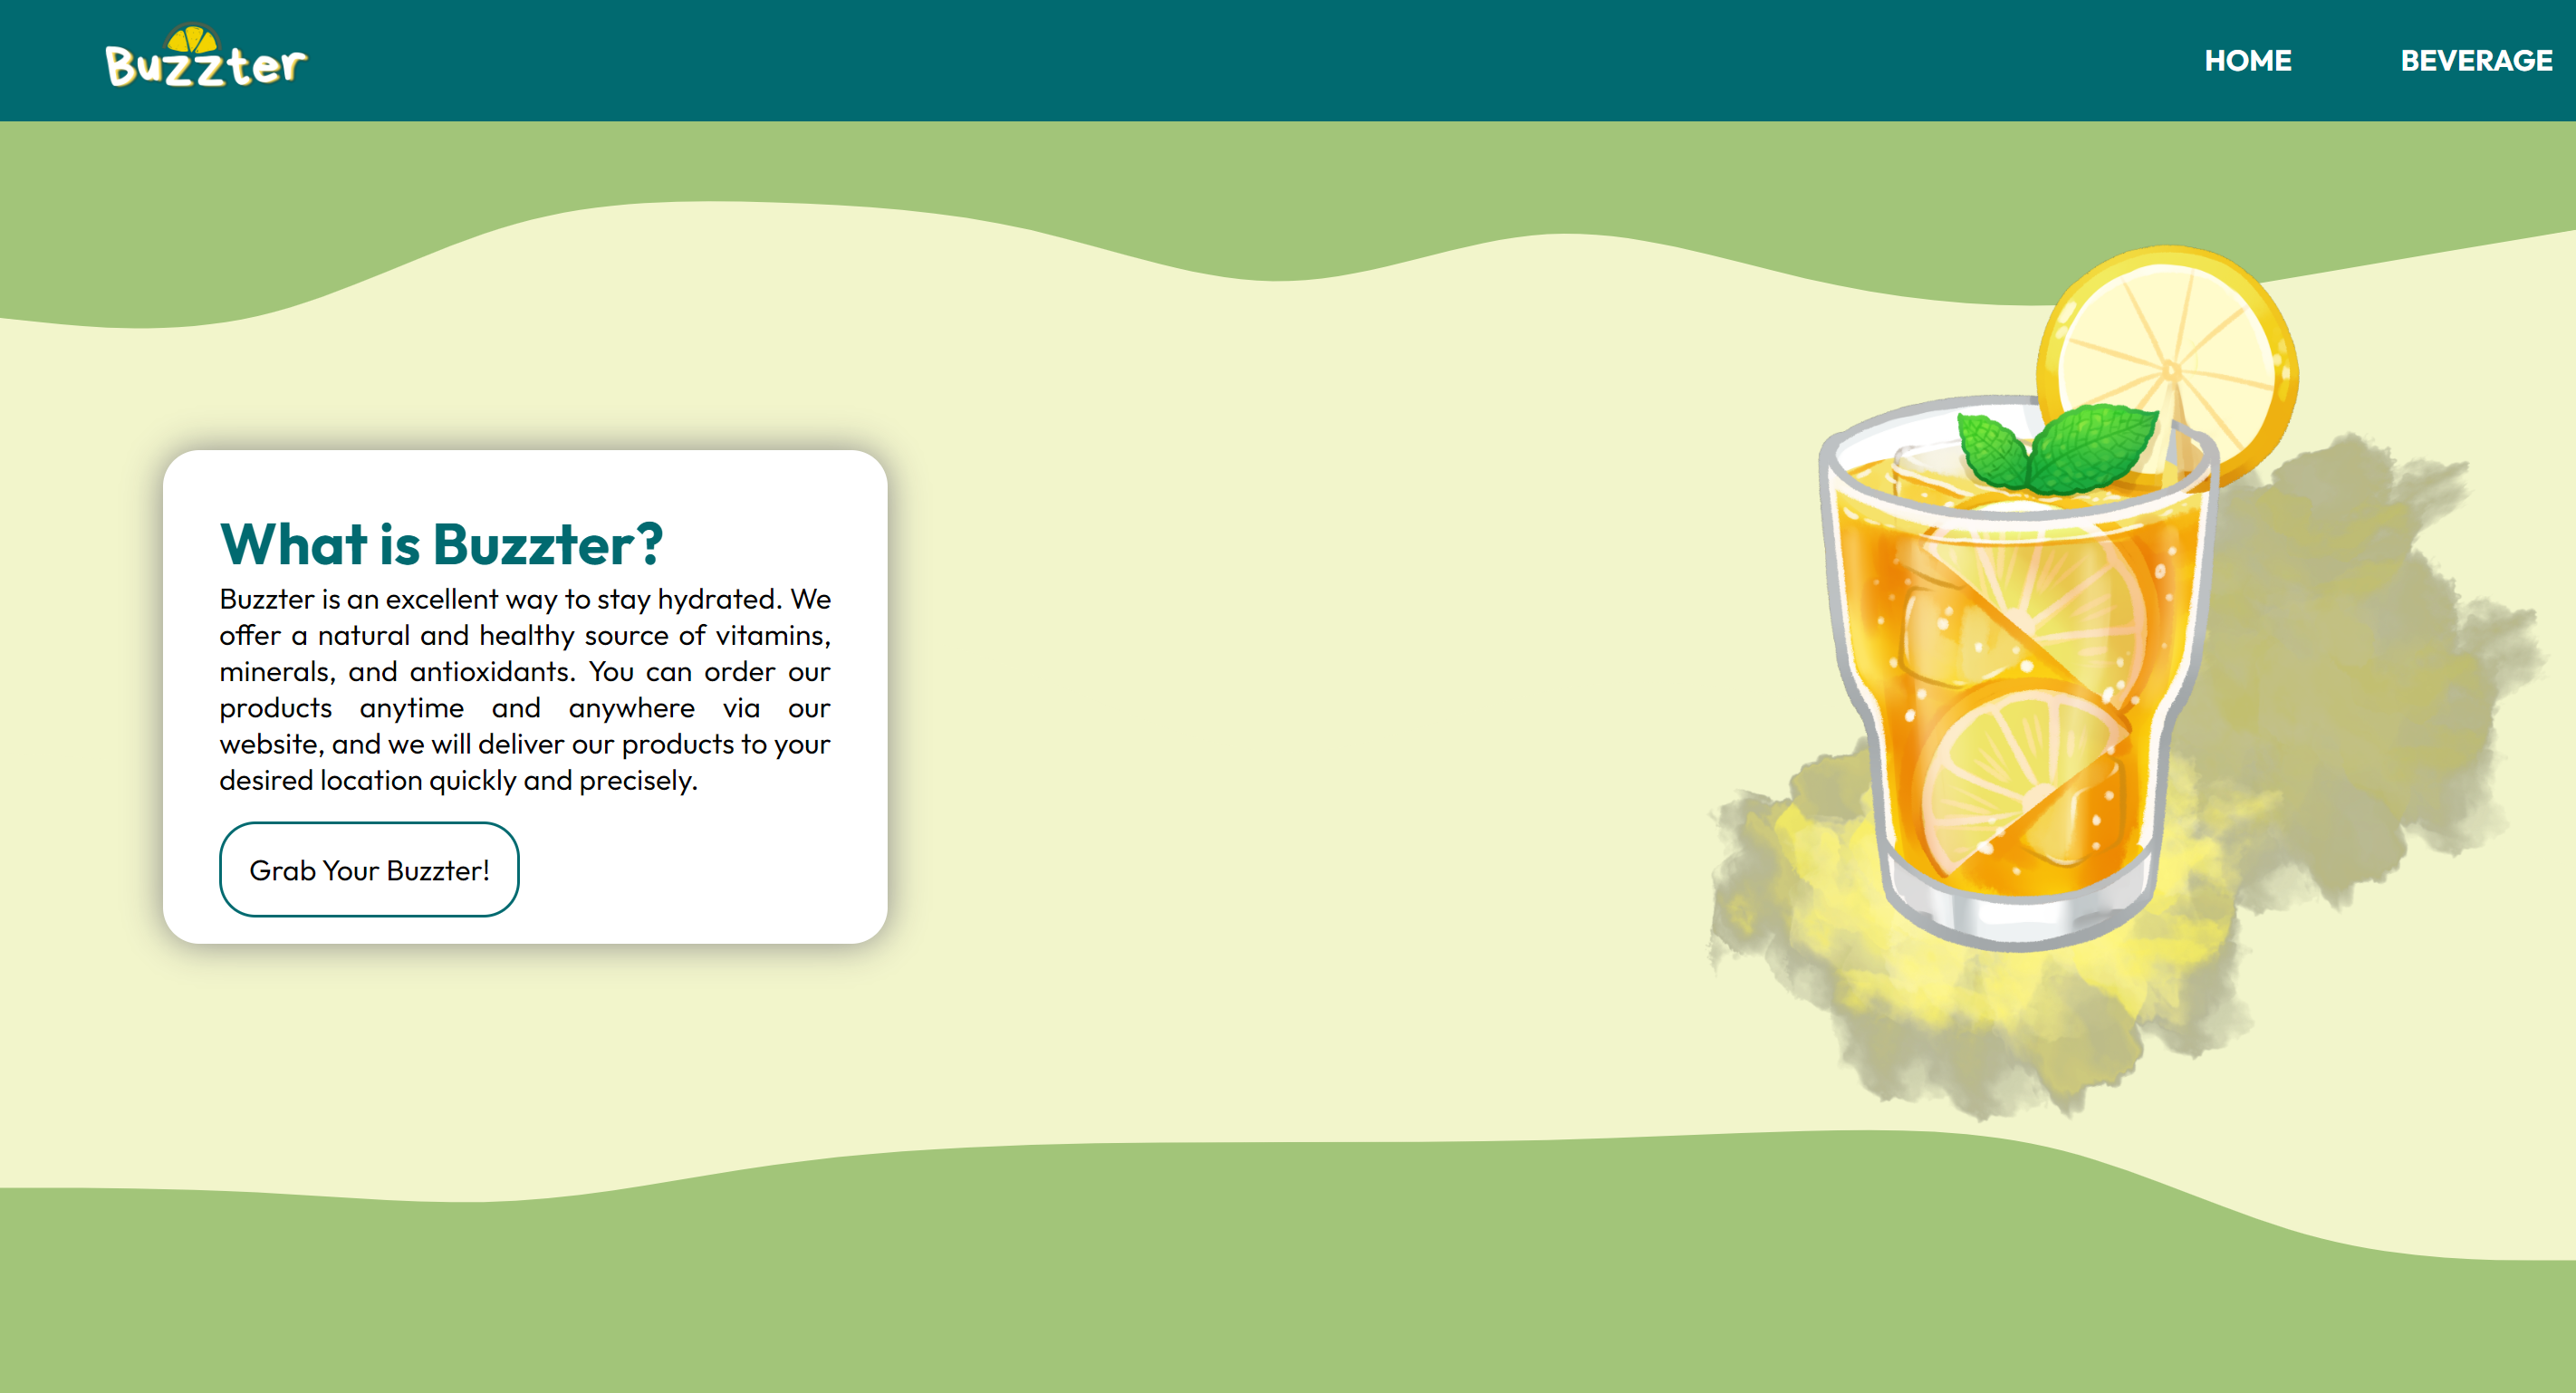 Buzzter
HOME
BEVERAGE
What is Buzzter?
Buzzter is an excellent way to stay hydrated. We
offer a natural and healthy source of vitamins,
minerals, and antioxidants. You can order our
products anytime and anywhere via our
website, and we will deliver our products to your
desired location quickly and precisely.
Grab Your Buzzter!